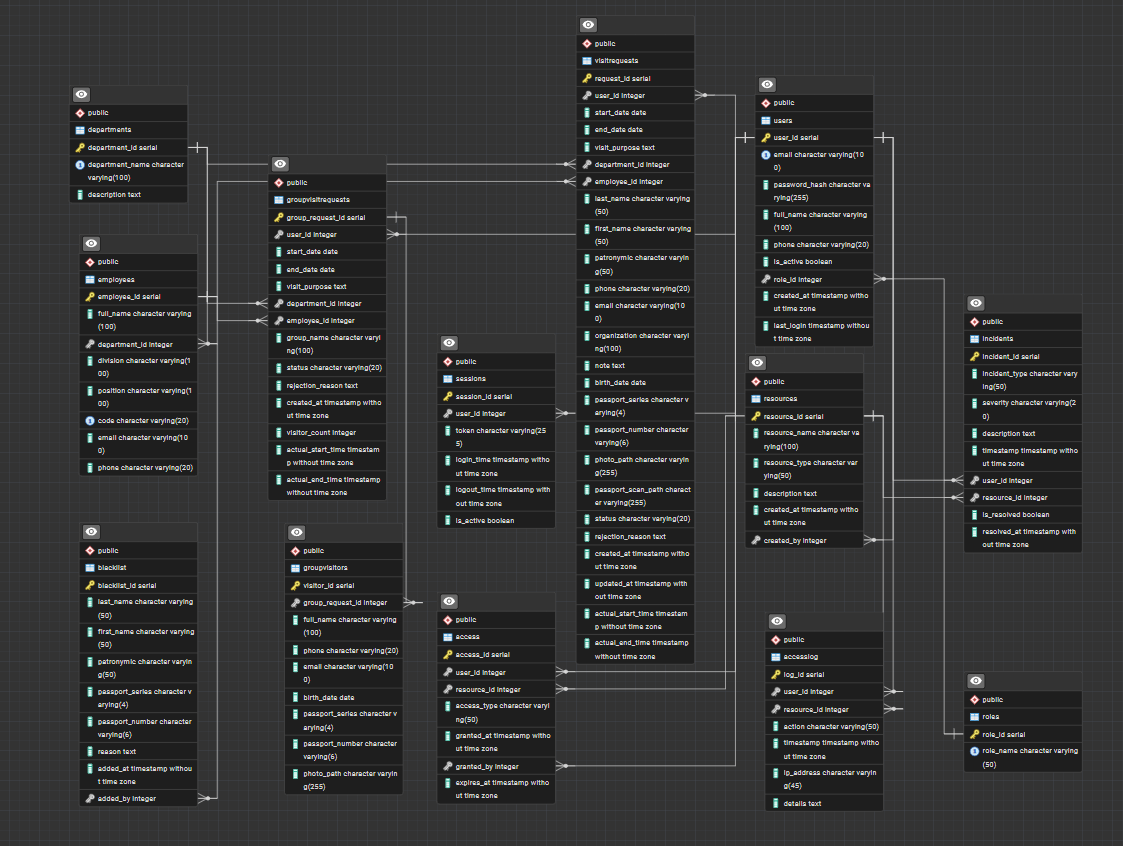 public
departments
department_id serial
department_name character
varying(100)
description text
public
employees
employee_id serial
full_name character varying
(100)
department_id integer
division character varying(1
00)
position character varying(1
00)
code character varying(20)
email character varying(10
0)
phone character varying(20)
public
blacklist
blacklist_id serial
last_name character varying
(50)
first_name character varying
(50)
patronymic character varyin
g(50)
passport_series character v
arying(4)
passport_number character
varying(6)
reason text
added_at timestamp withou
t time zone
added_by integer
public
groupvisitrequests
group_request_id serial
user_id integer
start_date date
end_date date
visit_purpose text
department_id integer
employee_id integer
group_name character varyi
ng(100)
status character varying(20)
rejection_reason text
created_at timestamp witho
ut time zone
visitor_count integer
actual_start_time timestam
p without time zone
actual_end_time timestamp
without time zone
public
groupvisitors
visitor_id serial
group_request_id integer
full_name character varying
(100)
phone character varying(20)
email character varying(10
0)
birth_date date
passport_series character v
arying(4)
passport_number character
varying(6)
photo_path character varyin
g(255)
public
sessions
session_id serial
user_id integer
token character varying(25
5)
login_time timestamp witho
ut time zone
logout_time timestamp with
out time zone
is_active boolean
public
access
access_id serial
user_id integer
resource_id integer
access_type character varyi
ng(50)
granted_at timestamp witho
ut time zone
granted_by integer
expires_at timestamp witho
ut time zone
public
visitrequests
request_id serial
user_id integer
start_date date
end_date date
visit_purpose text
department_id integer
employee_id integer
last_name character varying
(50)
first_name character varying
(50)
patronymic character varyin
g(50)
phone character varying(20)
email character varying(10
0)
organization character varyi
ng(100)
note text
birth_date date
passport_series character v
arying(4)
passport_number character
varying(6)
photo_path character varyin
g(255)
passport_scan_path charact
er varying(255)
status character varying(20)
rejection_reason text
created_at timestamp witho
ut time zone
updated_at timestamp with
out time zone
actual_start_time timestam
p without time zone
actual_end_time timestamp
without time zone
public
users
user_id serial
email character varying(10
0)
password_hash character va
rying(255)
full_name character varying
(100)
phone character varying(20)
is_active boolean
role_id integer
created_at timestamp witho
ut time zone
last_login timestamp withou
t time zone
public
resources
resource_id serial
resource_name character va
rying(100)
resource_type character var
ying(50)
description text
created_at timestamp witho
ut time zone
created_by integer
public
accesslog
log_id serial
user_id integer
resource_id integer
action character varying(50)
timestamp timestamp witho
ut time zone
ip_address character varyin
g(45)
details text
public
incidents
incident_id serial
incident_type character vary
ing(50)
severity character varying(2
0)
description text
timestamp timestamp witho
ut time zone
user_id integer
resource_id integer
is_resolved boolean
resolved_at timestamp with
out time zone
public
roles
role_id serial
role_name character varying
(50)